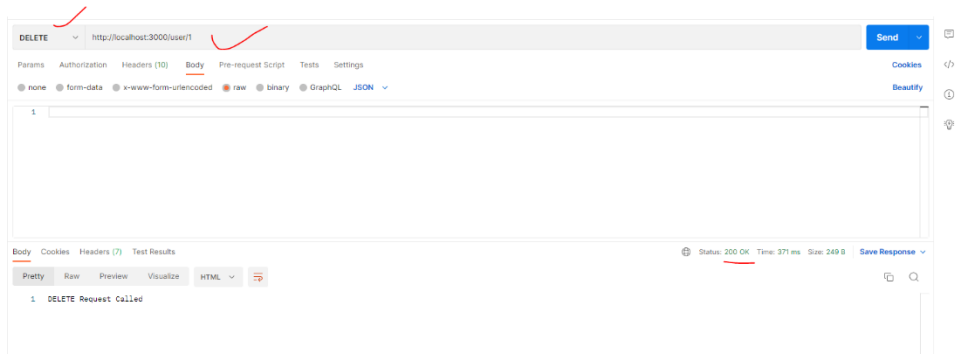 DELETE http://localhost:3000/user/1 Send
Params Authorization Headers (10) Body Pre-request Script Tests Settings Cookies
none form-data x-www-form-urlencoded raw binary GraphQL JSON Beautify
1
Body Cookies Headers (7) Test Results Status: 200 OK Time: 371 ms Size: 249 B Save Response
Pretty Raw Preview Visualize HTML
1 DELETE Request Called